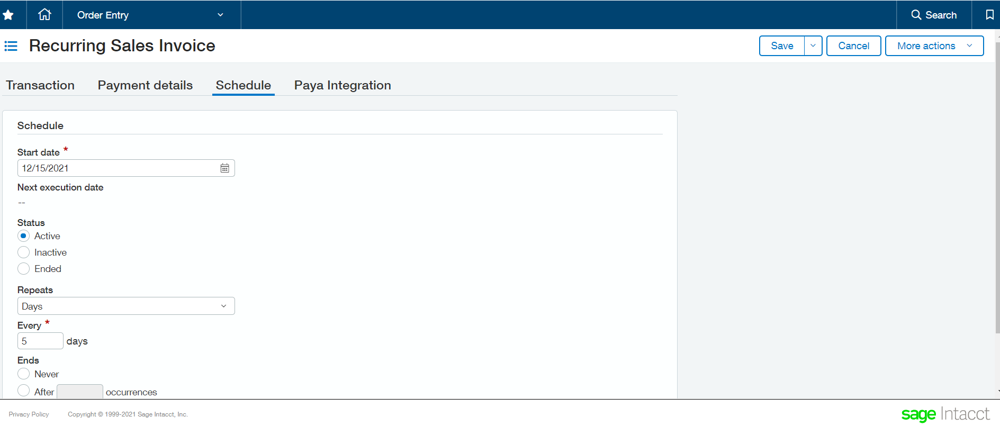 Order Entry
Search
Recurring Sales Invoice
Save
Cancel
More actions
Transaction
Payment details
Schedule
Paya Integration
Schedule
Start date *
12/15/2021
Next execution date
--
Status
Active
Inactive
Ended
Repeats
Days
Every *
5 days
Ends
Never
After occurrences
Privacy Policy
Copyright © 1999-2021 Sage Intacct, Inc.
sage Intacct